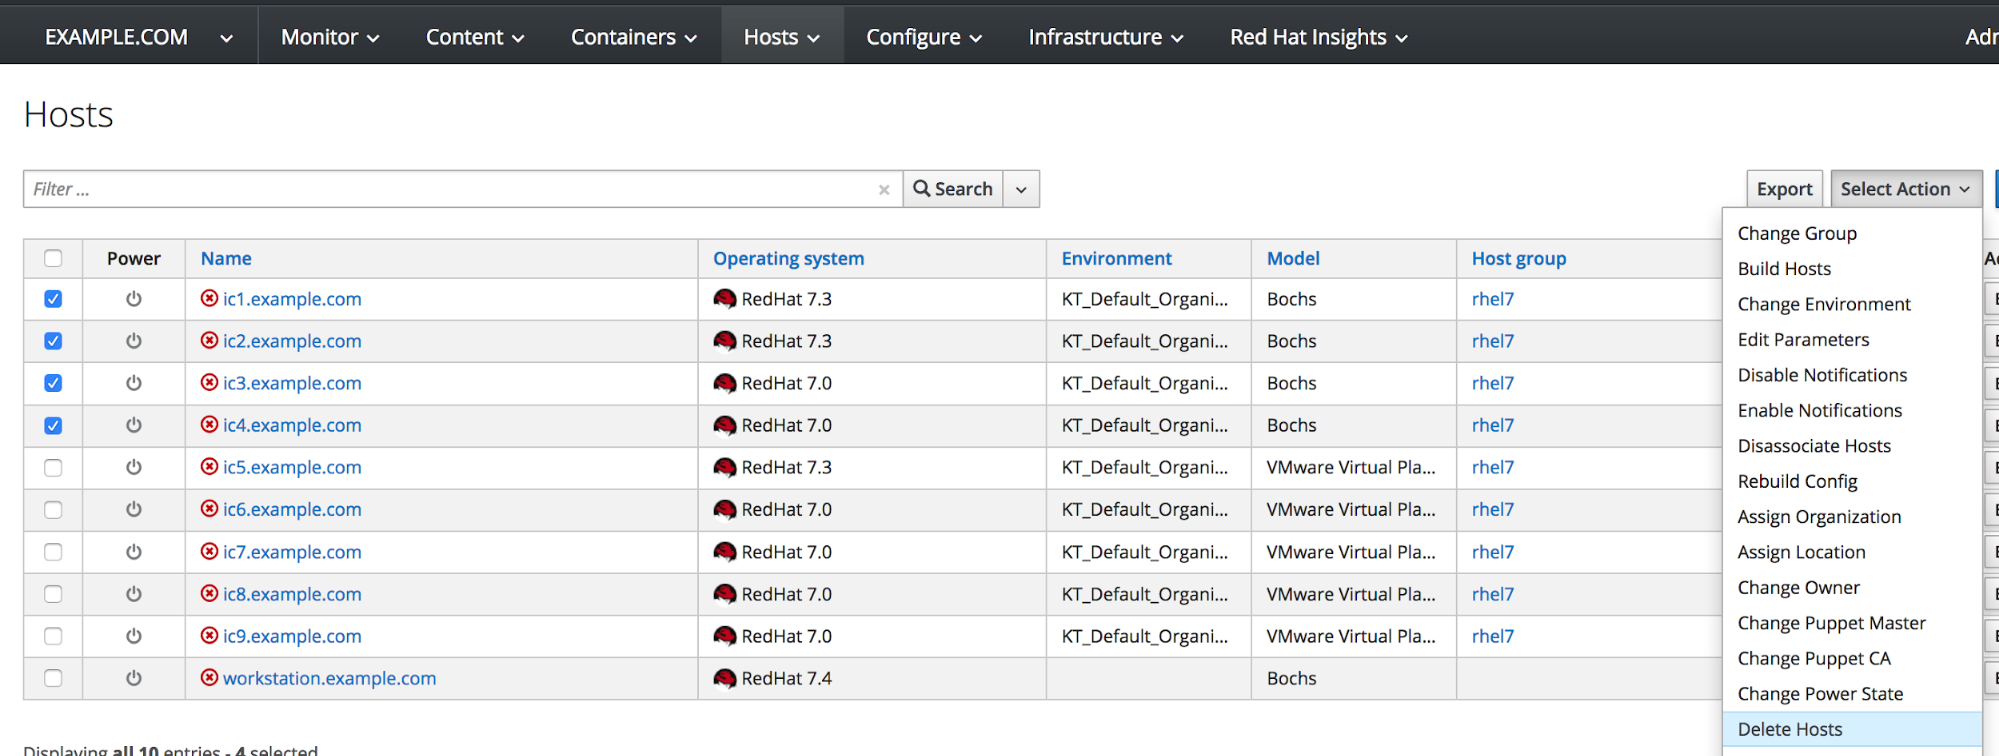 EXAMPLE.COM Monitor Content Containers Hosts Configure Infrastructure Red Hat Insights Adr
Hosts
Filter ... × Search Export Select Action
Power Name Operating system Environment Model Host group
ic1.example.com RedHat 7.3 KT_Default_Organi... Bochs rhel7
ic2.example.com RedHat 7.3 KT_Default_Organi... Bochs rhel7
ic3.example.com RedHat 7.0 KT_Default_Organi... Bochs rhel7
ic4.example.com RedHat 7.0 KT_Default_Organi... Bochs rhel7
ic5.example.com RedHat 7.3 KT_Default_Organi... VMware Virtual Pla... rhel7
ic6.example.com RedHat 7.0 KT_Default_Organi... VMware Virtual Pla... rhel7
ic7.example.com RedHat 7.0 KT_Default_Organi... VMware Virtual Pla... rhel7
ic8.example.com RedHat 7.0 KT_Default_Organi... VMware Virtual Pla... rhel7
ic9.example.com RedHat 7.0 KT_Default_Organi... VMware Virtual Pla... rhel7
workstation.example.com RedHat 7.4 Bochs
Change Group
Build Hosts
Change Environment
Edit Parameters
Disable Notifications
Enable Notifications
Disassociate Hosts
Rebuild Config
Assign Organization
Assign Location
Change Owner
Change Puppet Master
Change Puppet CA
Change Power State
Delete Hosts
Displaying all 10 entries - 4 selected